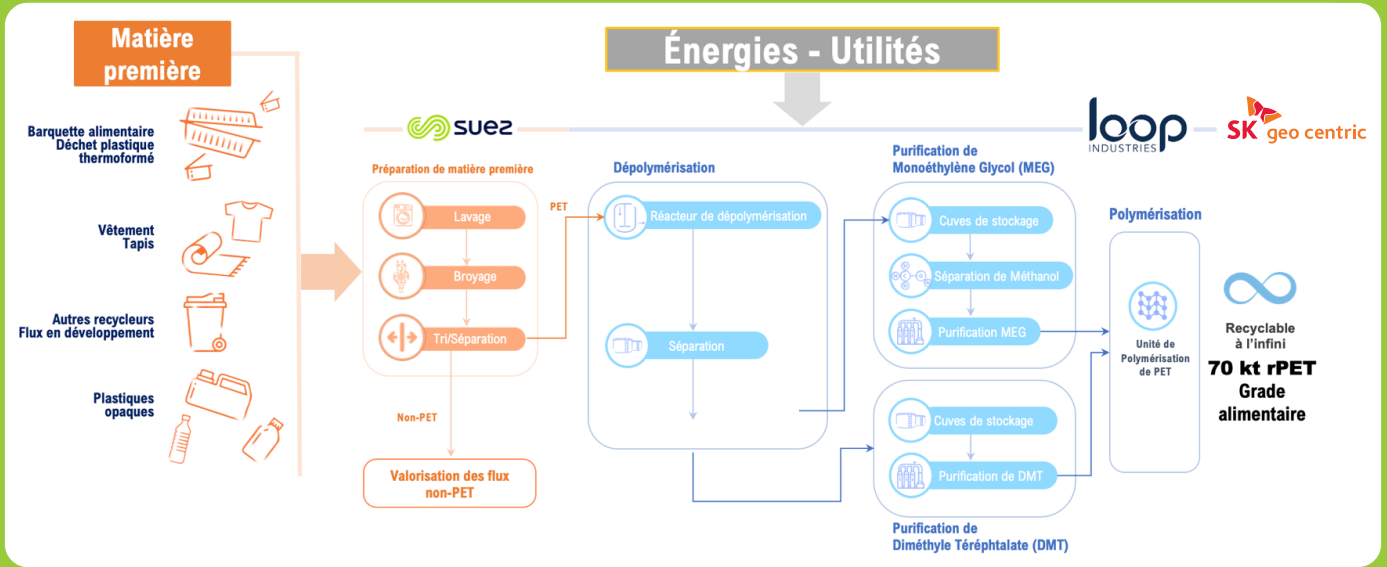 Matière
première
Énergies - Utilités
Barquette alimentaire
Déchet plastique
thermoformé
Vêtement
Tapis
Autres recycleurs
Flux en développement
Plastiques
opaques
suez
loop
INDUSTRIES
SK geo centric
Préparation de matière première
Lavage
Broyage
Tri/Séparation
PET
Non-PET
Valorisation des flux
non-PET
Dépolymérisation
Réacteur de dépolymérisation
Séparation
Purification de
Monoéthylène Glycol (MEG)
Cuves de stockage
Séparation de Méthanol
Purification MEG
Cuves de stockage
Purification de DMT
Purification de
Diméthyle Téréphtalate (DMT)
Polymérisation
Unité de
Polymérisation
de PET
Recyclable
à l'infini
70 kt rPET
Grade
alimentaire